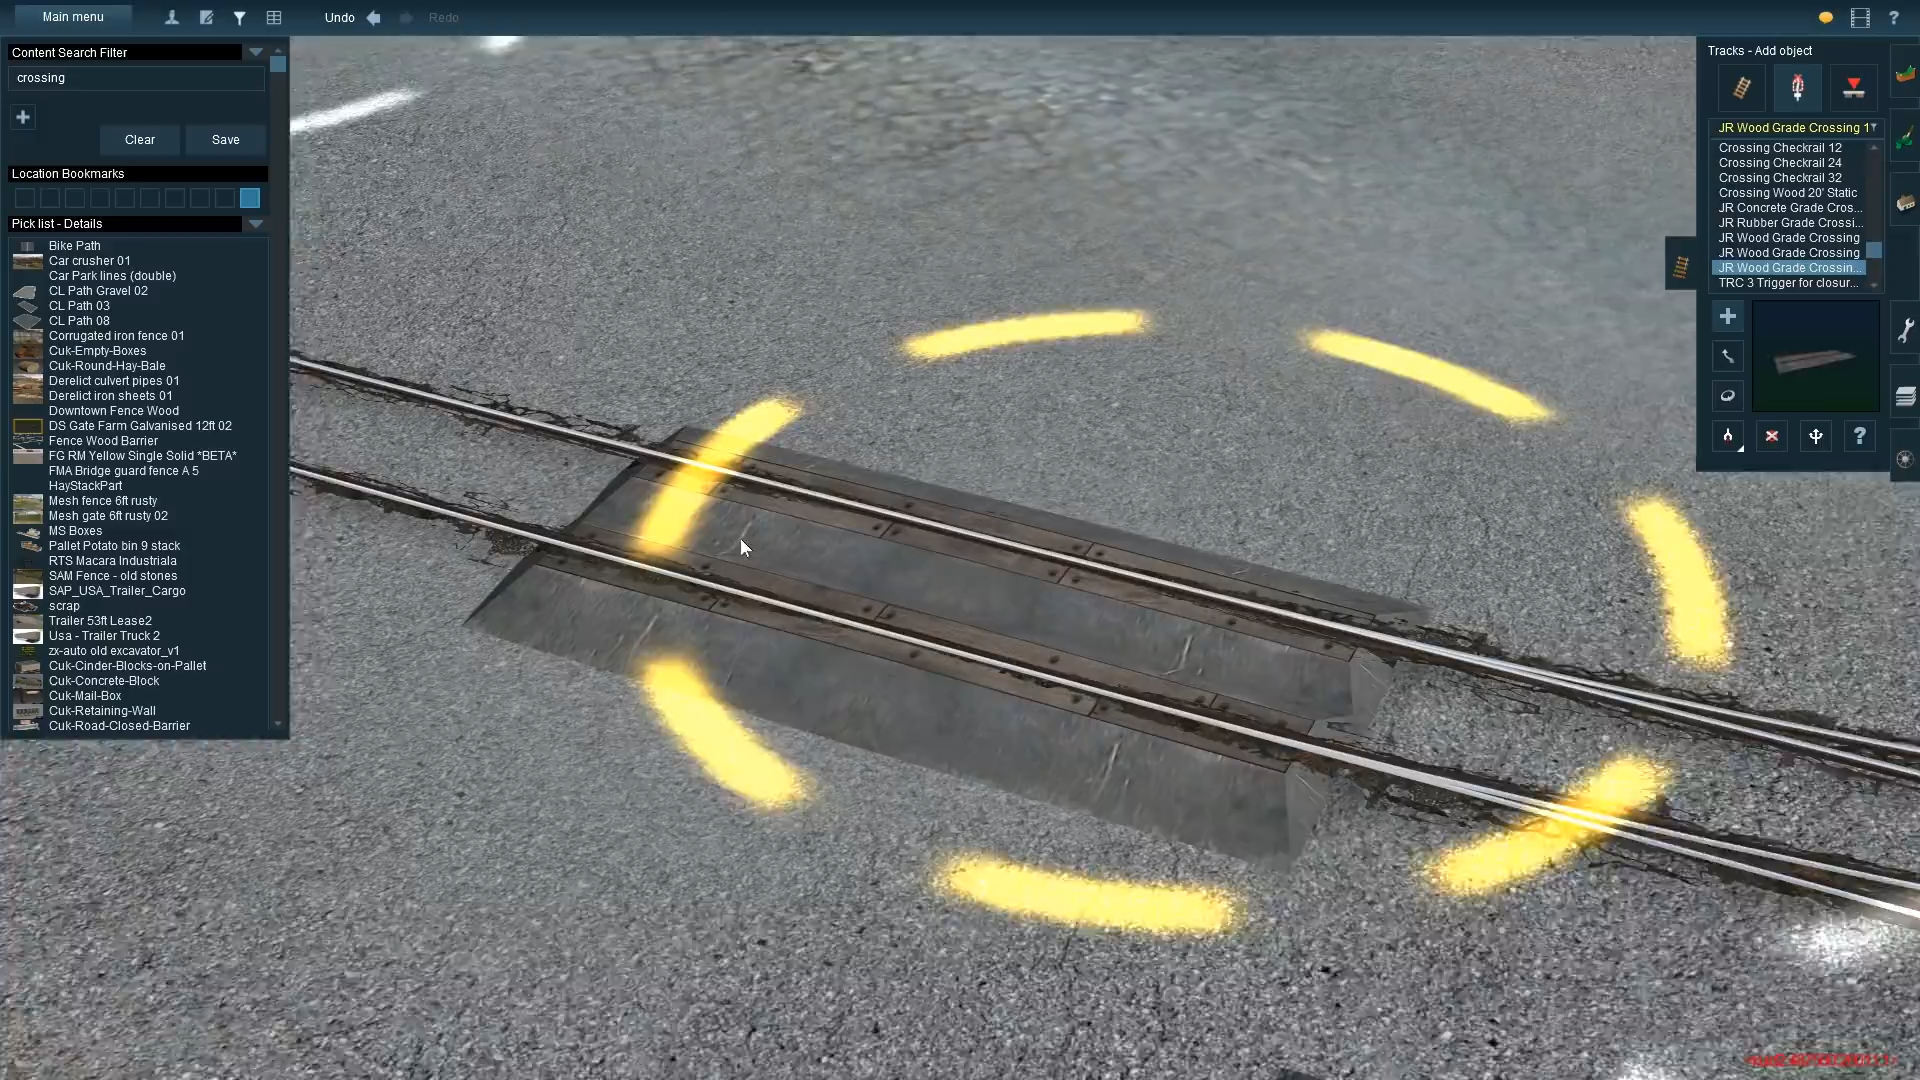 Main menu
Undo
Redo
?
Content Search Filter
crossing
Clear
Save
Location Bookmarks
Pick list - Details
Bike Path
Car crusher 01
Car Park lines (double)
CL Path Gravel 02
CL Path 03
CL Path 08
Corrugated iron fence 01
Cuk-Empty-Boxes
Cuk-Round-Hay-Bale
Derelict culvert pipes 01
Derelict iron sheets 01
Downtown Fence Wood
DS Gate Farm Galvanised 12ft 02
Fence Wood Barrier
FG RM Yellow Single Solid *BETA*
FMA Bridge guard fence A 5
HayStackPart
Mesh fence 6ft rusty
Mesh gate 6ft rusty 02
MS Boxes
Pallet Potato bin 9 stack
RTS Macara Industriala
SAM Fence - old stones
SAP_USA_Trailer_Cargo
scrap
Trailer 53ft Lease2
Usa - Trailer Truck 2
zx-auto old excavator_v1
Cuk-Cinder-Blocks-on-Pallet
Cuk-Concrete-Block
Cuk-Mail-Box
Cuk-Retaining-Wall
Cuk-Road-Closed-Barrier
Tracks - Add object
JR Wood Grade Crossing 1
Crossing Checkrail 12
Crossing Checkrail 24
Crossing Checkrail 32
Crossing Wood 20' Static
JR Concrete Grade Cros...
JR Rubber Grade Crossi...
JR Wood Grade Crossing
JR Wood Grade Crossing
JR Wood Grade Crossin...
TRC 3 Trigger for closur...
?